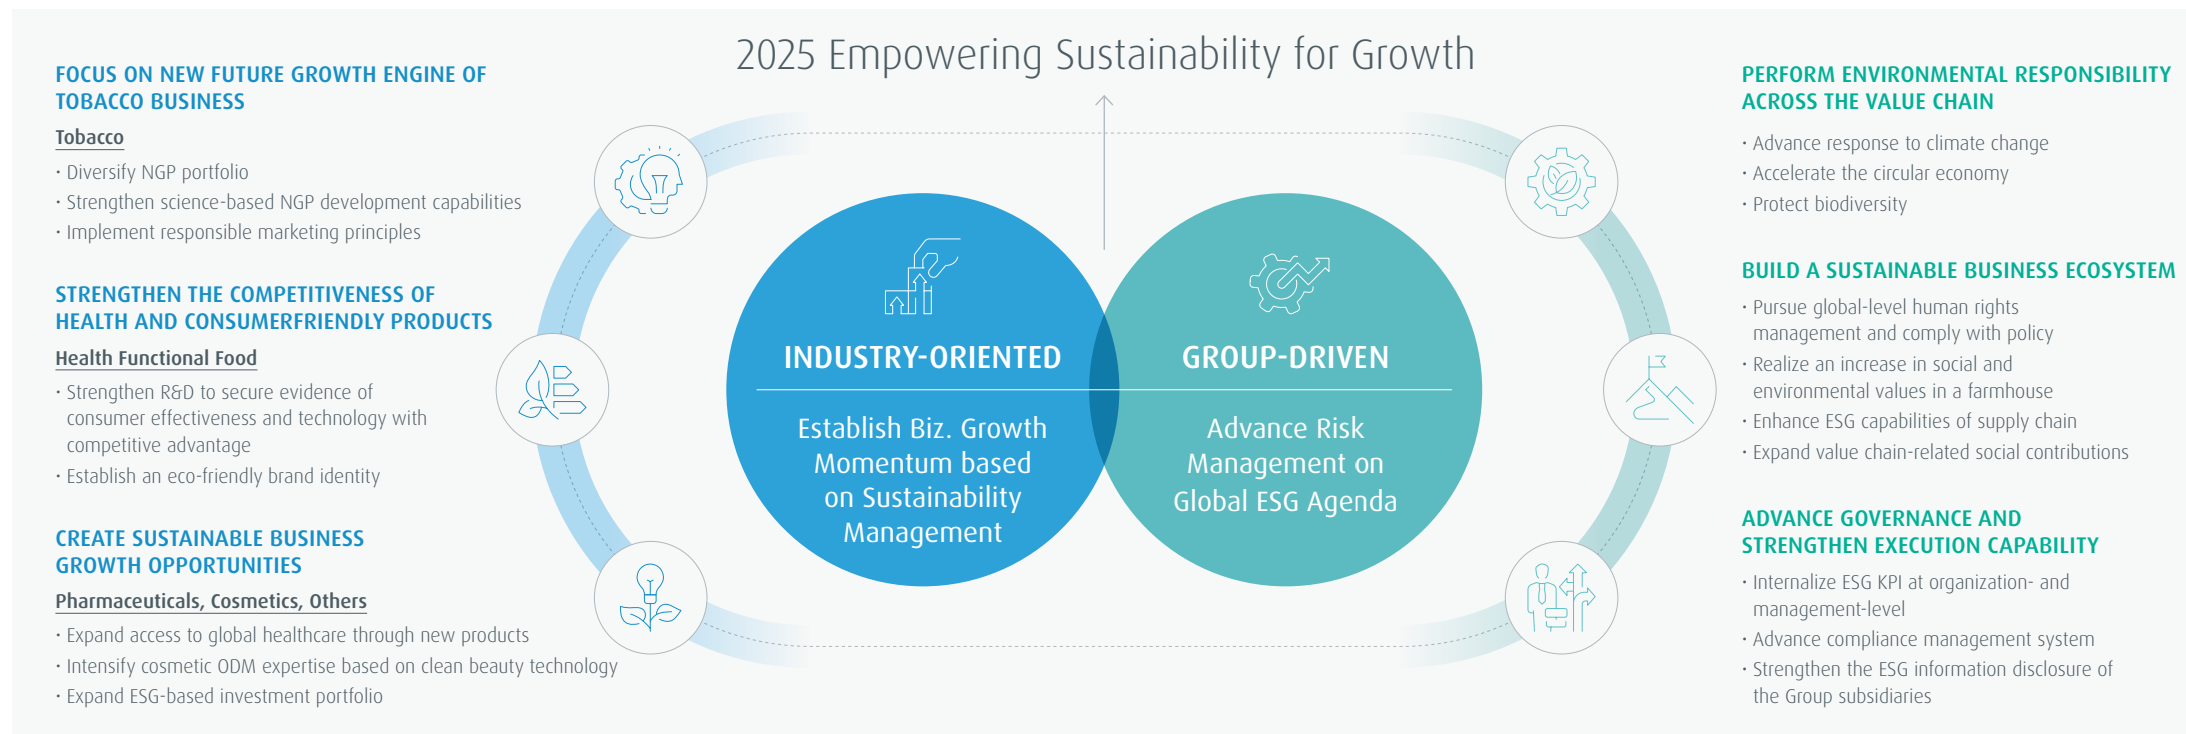 2025 Empowering Sustainability for Growth
FOCUS ON NEW FUTURE GROWTH ENGINE OF
TOBACCO BUSINESS
Tobacco
· Diversify NGP portfolio
· Strengthen science-based NGP development capabilities
· Implement responsible marketing principles
STRENGTHEN THE COMPETITIVENESS OF
HEALTH AND CONSUMERFRIENDLY PRODUCTS
Health Functional Food
· Strengthen R&D to secure evidence of
consumer effectiveness and technology with
competitive advantage
· Establish an eco-friendly brand identity
CREATE SUSTAINABLE BUSINESS
GROWTH OPPORTUNITIES
Pharmaceuticals, Cosmetics, Others
· Expand access to global healthcare through new products
· Intensify cosmetic ODM expertise based on clean beauty technology
· Expand ESG-based investment portfolio
INDUSTRY-ORIENTED
Establish Biz. Growth
Momentum based
on Sustainability
Management
GROUP-DRIVEN
Advance Risk
Management on
Global ESG Agenda
PERFORM ENVIRONMENTAL RESPONSIBILITY
ACROSS THE VALUE CHAIN
· Advance response to climate change
· Accelerate the circular economy
· Protect biodiversity
BUILD A SUSTAINABLE BUSINESS ECOSYSTEM
· Pursue global-level human rights
management and comply with policy
· Realize an increase in social and
environmental values in a farmhouse
· Enhance ESG capabilities of supply chain
· Expand value chain-related social contributions
ADVANCE GOVERNANCE AND
STRENGTHEN EXECUTION CAPABILITY
· Internalize ESG KPI at organization- and
management-level
· Advance compliance management system
· Strengthen the ESG information disclosure of
the Group subsidiaries